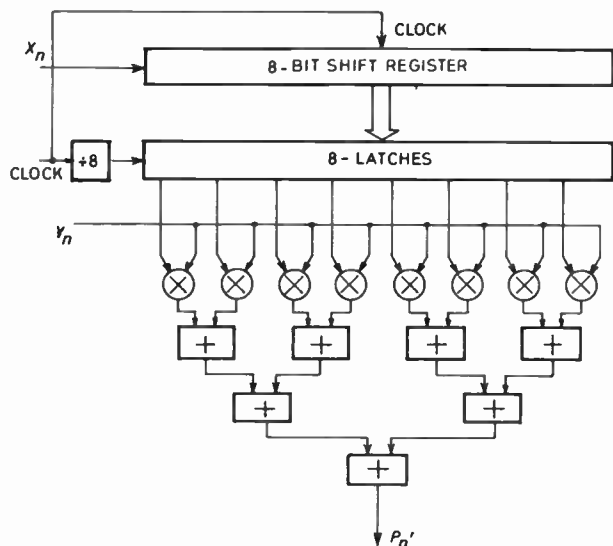 CLOCK
Xn
8-BIT SHIFT REGISTER
÷8
CLOCK
8-LATCHES
Yn
× × × × × × × ×
+ + + +
+ +
+
Pn'